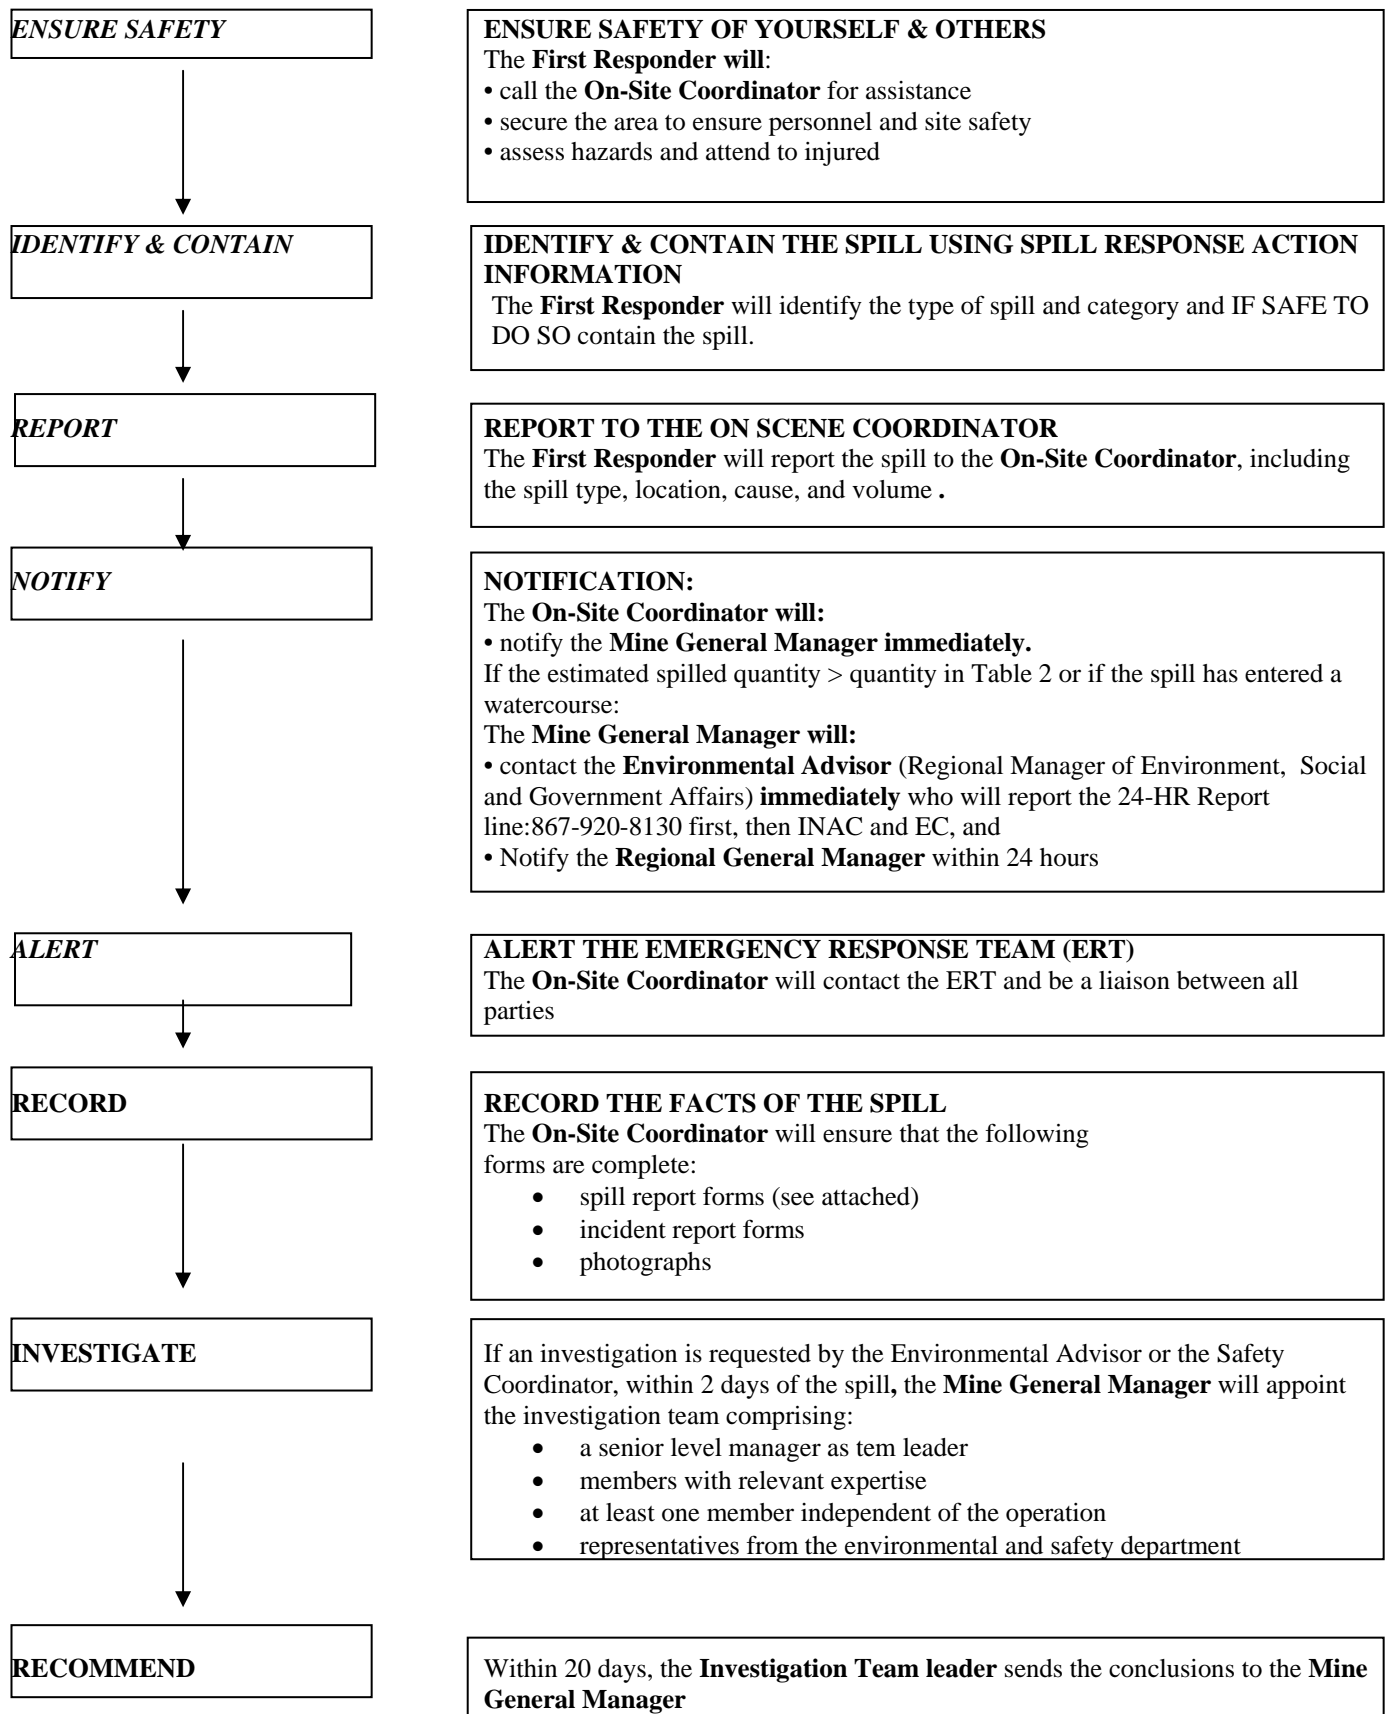 ENSURE SAFETY
ENSURE SAFETY OF YOURSELF & OTHERS
The First Responder will:
• call the On-Site Coordinator for assistance
• secure the area to ensure personnel and site safety
• assess hazards and attend to injured
IDENTIFY & CONTAIN
IDENTIFY & CONTAIN THE SPILL USING SPILL RESPONSE ACTION
INFORMATION
The First Responder will identify the type of spill and category and IF SAFE TO
DO SO contain the spill.
REPORT
REPORT TO THE ON SCENE COORDINATOR
The First Responder will report the spill to the On-Site Coordinator, including
the spill type, location, cause, and volume .
NOTIFY
NOTIFICATION:
The On-Site Coordinator will:
• notify the Mine General Manager immediately.
If the estimated spilled quantity > quantity in Table 2 or if the spill has entered a
watercourse:
The Mine General Manager will:
• contact the Environmental Advisor (Regional Manager of Environment, Social
and Government Affairs) immediately who will report the 24-HR Report
line:867-920-8130 first, then INAC and EC, and
• Notify the Regional General Manager within 24 hours
ALERT
ALERT THE EMERGENCY RESPONSE TEAM (ERT)
The On-Site Coordinator will contact the ERT and be a liaison between all
parties
RECORD
RECORD THE FACTS OF THE SPILL
The On-Site Coordinator will ensure that the following
forms are complete:
• spill report forms (see attached)
• incident report forms
• photographs
INVESTIGATE
If an investigation is requested by the Environmental Advisor or the Safety
Coordinator, within 2 days of the spill, the Mine General Manager will appoint
the investigation team comprising:
• a senior level manager as tem leader
• members with relevant expertise
• at least one member independent of the operation
• representatives from the environmental and safety department
RECOMMEND
Within 20 days, the Investigation Team leader sends the conclusions to the Mine
General Manager